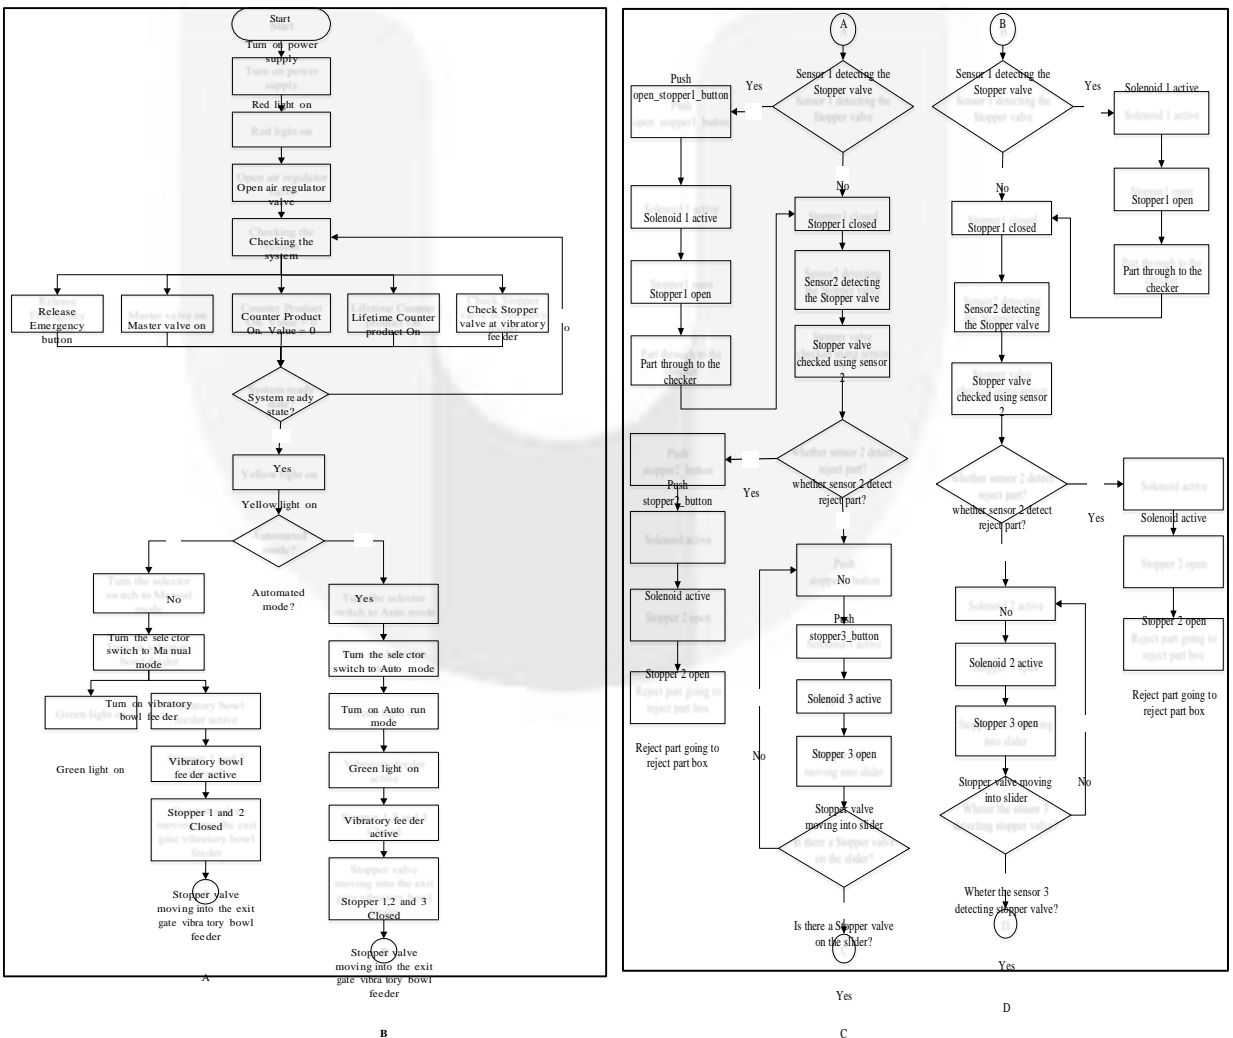 Start
Turn on power
supply
Red light on
Open air regulator
valve
Checking the
system
Release
Emergency
button
Master valve on
Counter Product
On. Value = 0
Lifetime Counter
product On
Check Stopper
valve at vibratory
feeder
System ready
state?
Yes
Yellow light on
Automated
mode?
No
Turn the selector
switch to Manual
mode
Turn on vibratory
bowl feeder
Green light on
Vibratory bowl
feeder active
Stopper 1 and 2
Closed
Stopper valve
moving into the exit
gate vibratory bowl
feeder
A
Yes
Turn the selector
switch to Auto mode
Turn on Auto run
mode
Green light on
Vibratory feeder
active
Stopper 1,2 and 3
Closed
Stopper valve
moving into the exit
gate vibratory bowl
feeder
B
A
Sensor 1 detecting the
Stopper valve
Yes
Push
open_stopper1_button
Solenoid 1 active
Stopper1 open
Part through to the
checker
No
Stopper1 closed
Sensor2 detecting
the Stopper valve
Stopper valve
checked using sensor
2
whether sensor 2 detect
reject part?
Yes
Push
stopper2_button
Solenoid active
Stopper 2 open
Reject part going to
reject part box
No
Push
stopper3_button
Solenoid 3 active
Stopper 3 open
Stopper valve
moving into slider
No
Is there a Stopper valve
on the slider?
Yes
C
B
Sensor 1 detecting the
Stopper valve
Yes
Solenoid 1 active
Stopper1 open
Part through to the
checker
No
Stopper1 closed
Sensor2 detecting
the Stopper valve
Stopper valve
checked using sensor
2
whether sensor 2 detect
reject part?
Yes
Solenoid active
Stopper 2 open
Reject part going to
reject part box
No
Solenoid 2 active
Stopper 3 open
Stopper valve moving
into slider
No
Wheter the sensor 3
detecting stopper valve?
Yes
D